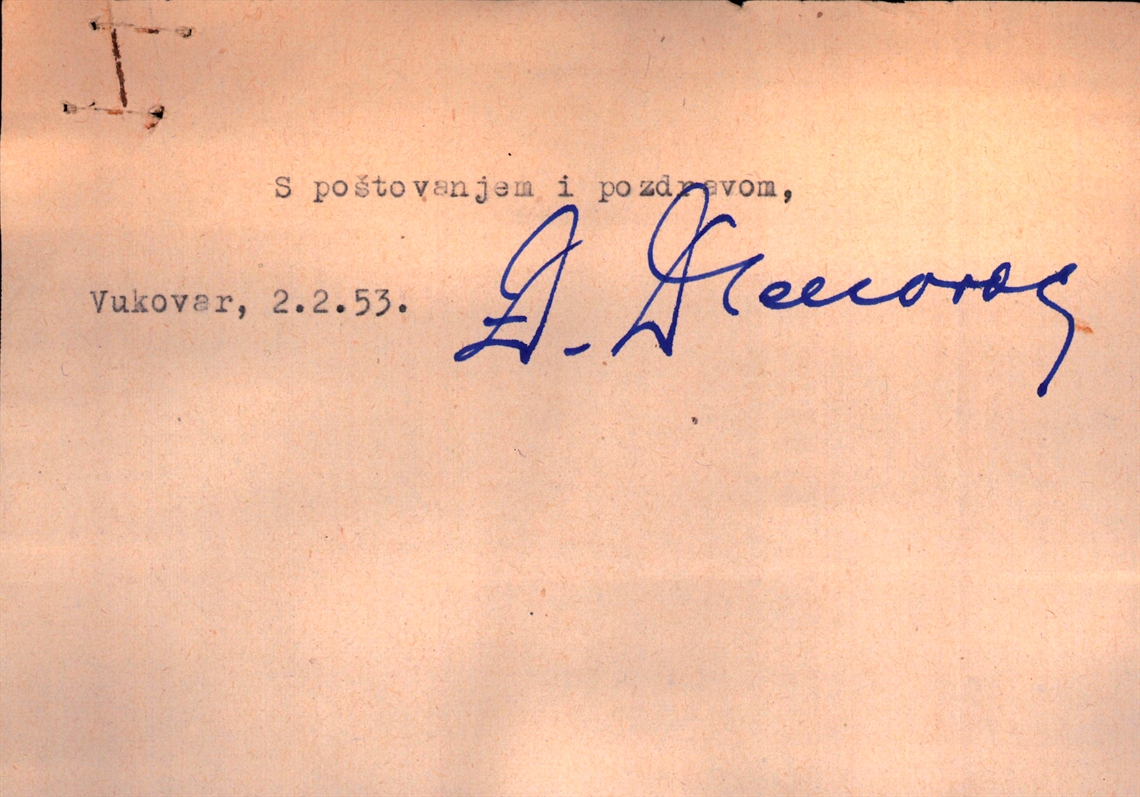 S poštovanjem i pozdravom,
Vukovar, 2.2.53.